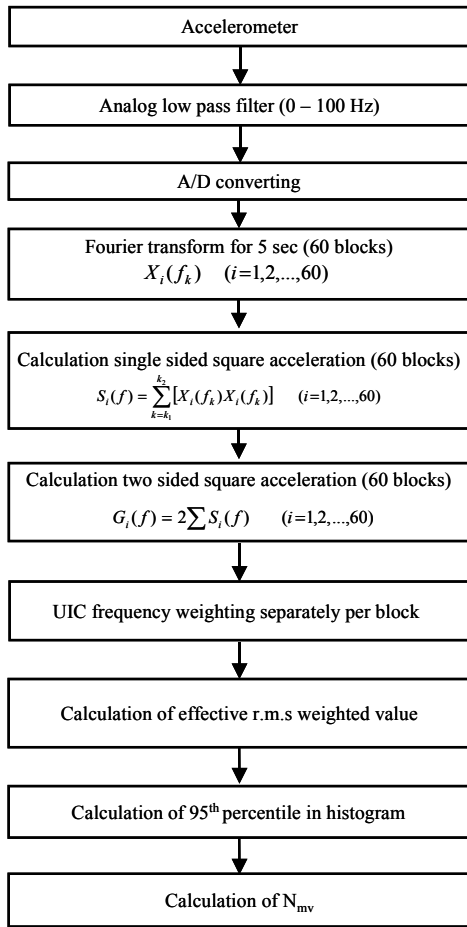 Accelerometer
Analog low pass filter (0 – 100 Hz)
A/D converting
Fourier transform for 5 sec (60 blocks)
X_i(f_k) (i=1,2,...,60)
Calculation single sided square acceleration (60 blocks)
S_i(f) = ∑_{k=k_1}^{k_2} [X_i(f_k)X_i(f_k)] (i=1,2,...,60)
Calculation two sided square acceleration (60 blocks)
G_i(f) = 2∑ S_i(f) (i=1,2,...,60)
UIC frequency weighting separately per block
Calculation of effective r.m.s weighted value
Calculation of 95th percentile in histogram
Calculation of N_mv